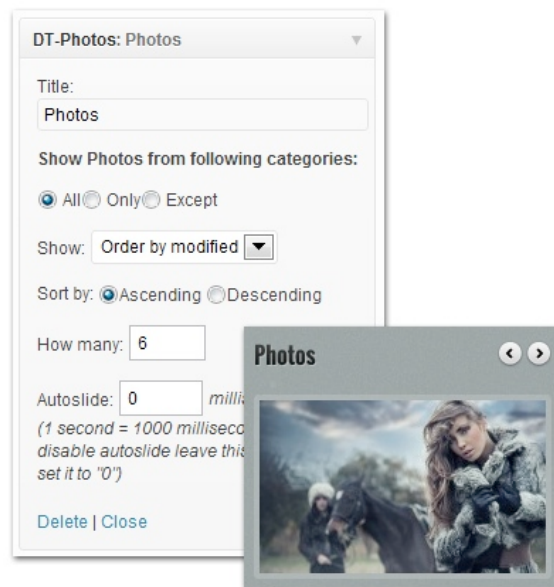 DT-Photos: Photos
Title:
Photos
Show Photos from following categories:
All Only Except
Show: Order by modified
Sort by: Ascending Descending
How many: 6
Autoslide: 0
(1 second = 1000
disable autoslide leave
set it to "0")
Delete | Close
Photos